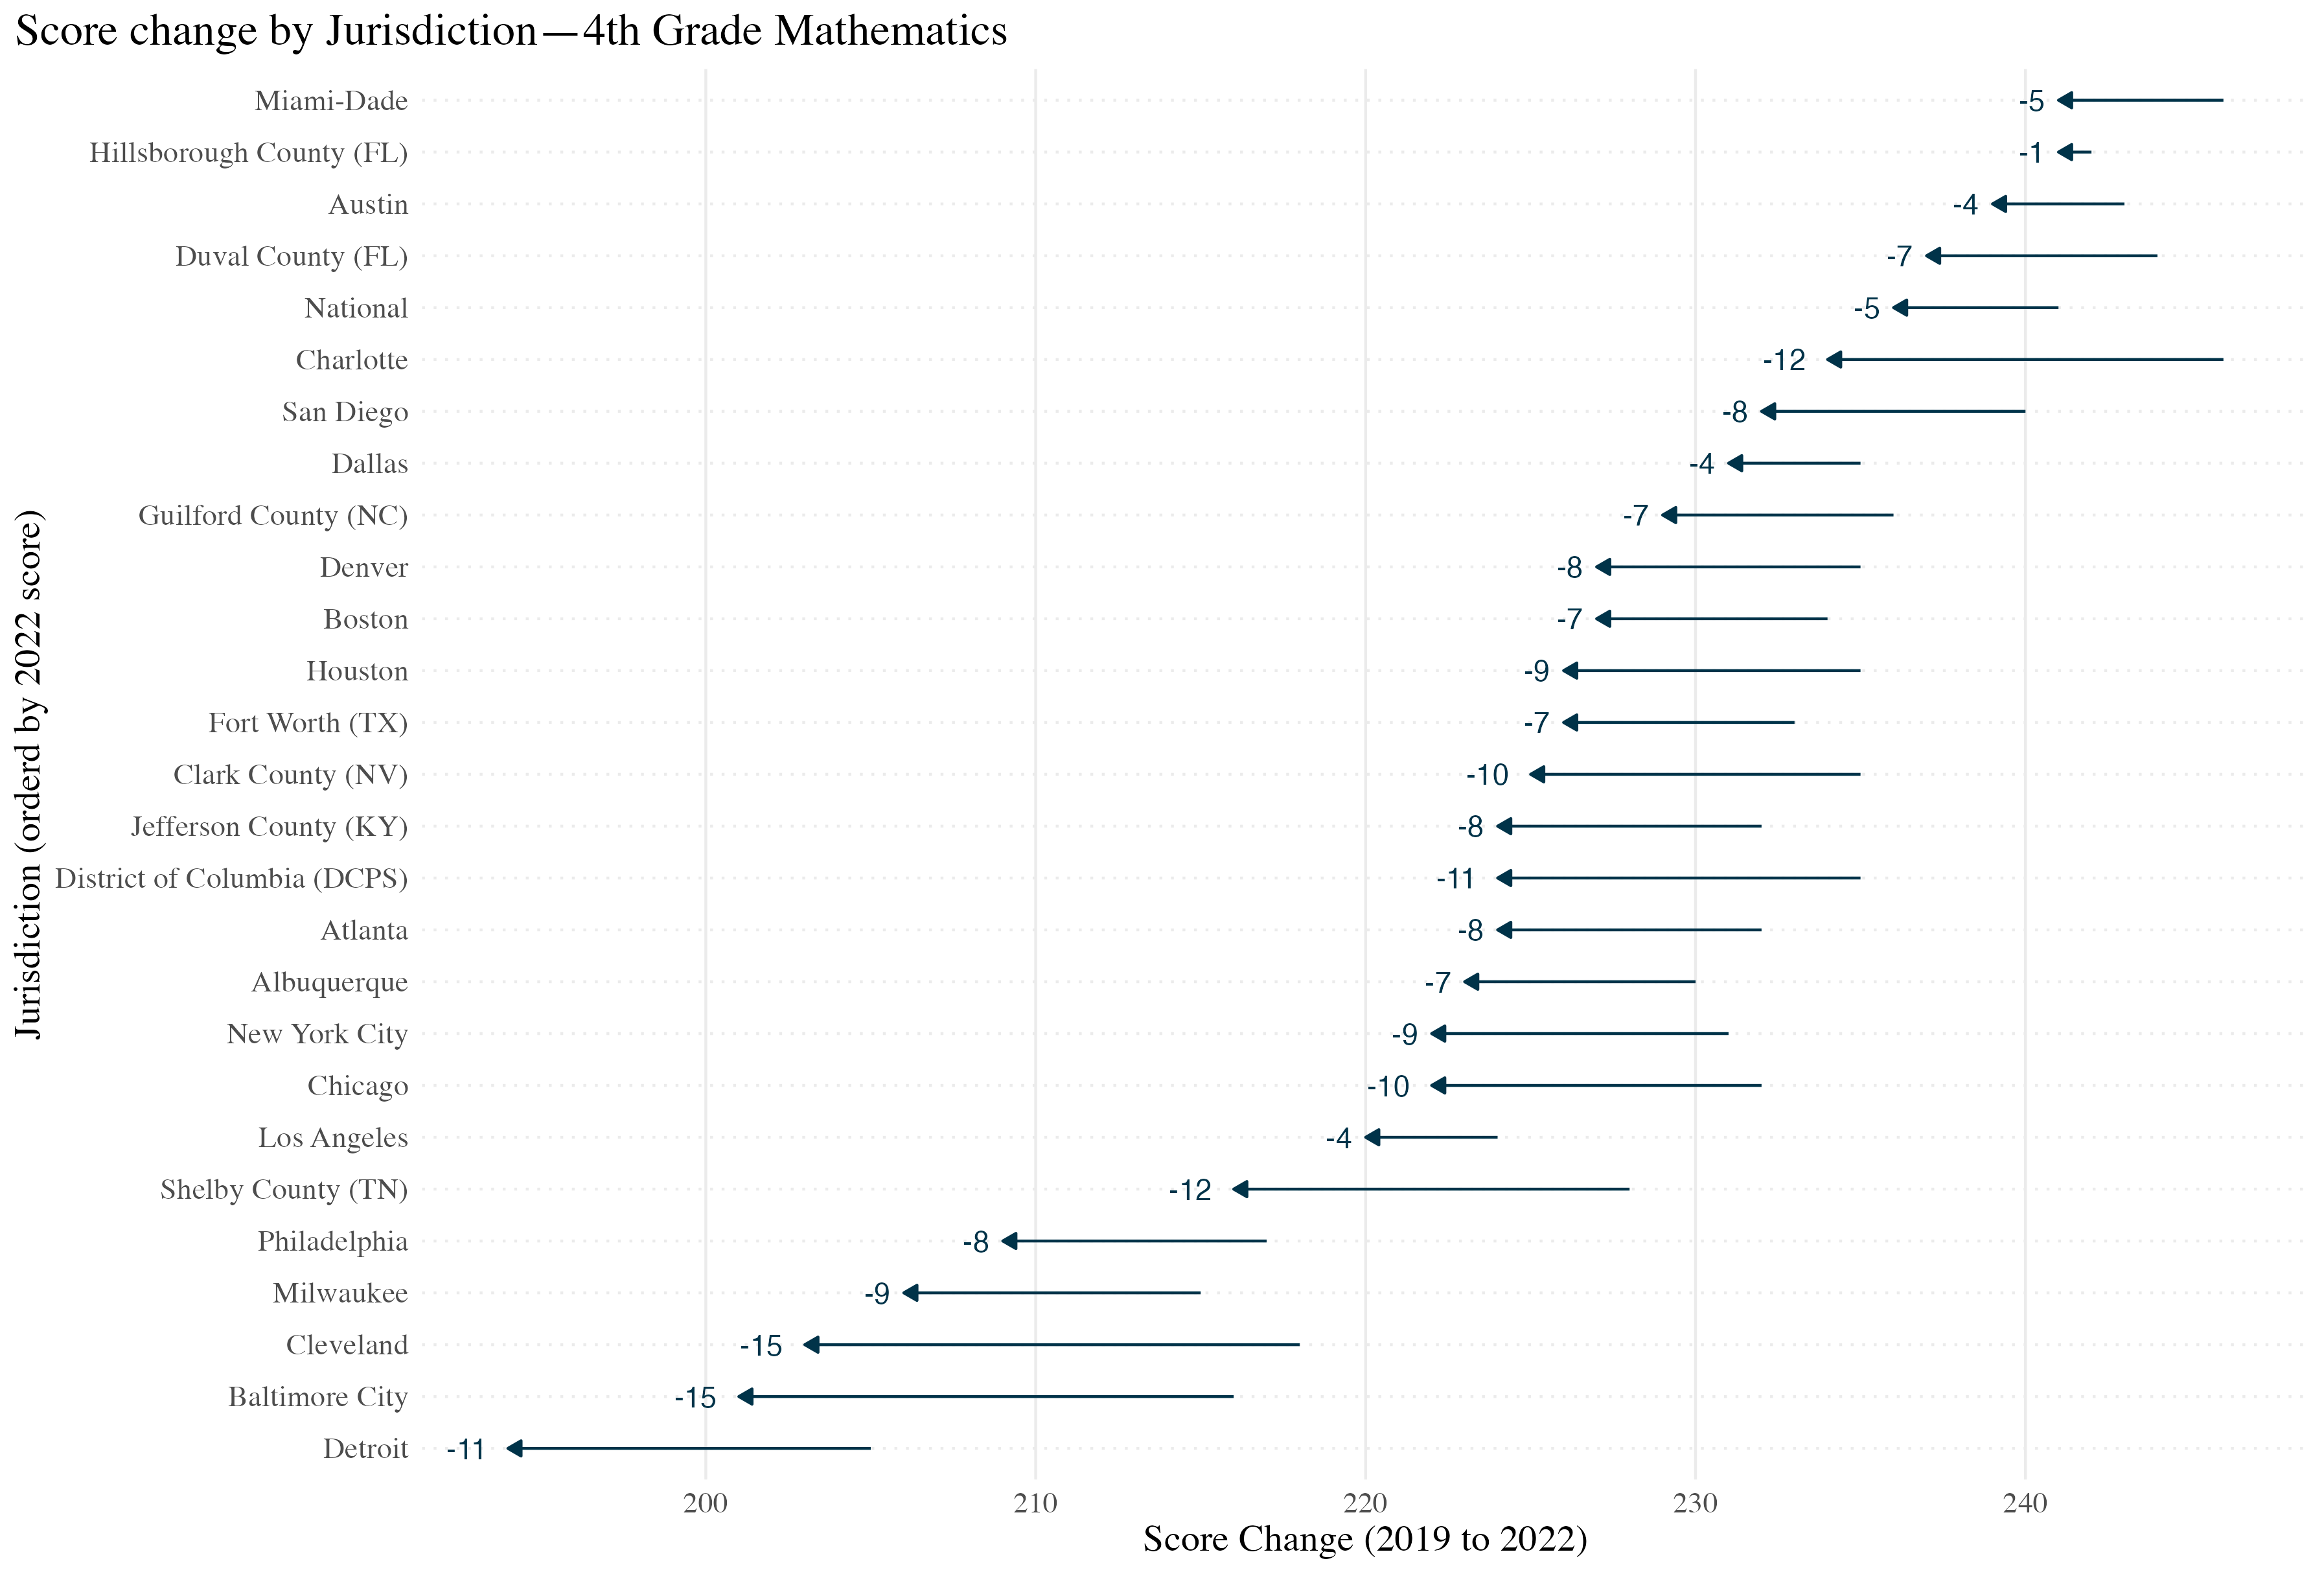 Score change by Jurisdiction—4th Grade Mathematics
Jurisdiction (orderd by 2022 score)
Miami-Dade -5
Hillsborough County (FL) -1
Austin -4
Duval County (FL) -7
National -5
Charlotte -12
San Diego -8
Dallas -4
Guilford County (NC) -7
Denver -8
Boston -7
Houston -9
Fort Worth (TX) -7
Clark County (NV) -10
Jefferson County (KY) -8
District of Columbia (DCPS) -11
Atlanta -8
Albuquerque -7
New York City -9
Chicago -10
Los Angeles -4
Shelby County (TN) -12
Philadelphia -8
Milwaukee -9
Cleveland -15
Baltimore City -15
Detroit -11
200 210 220 230 240
Score Change (2019 to 2022)